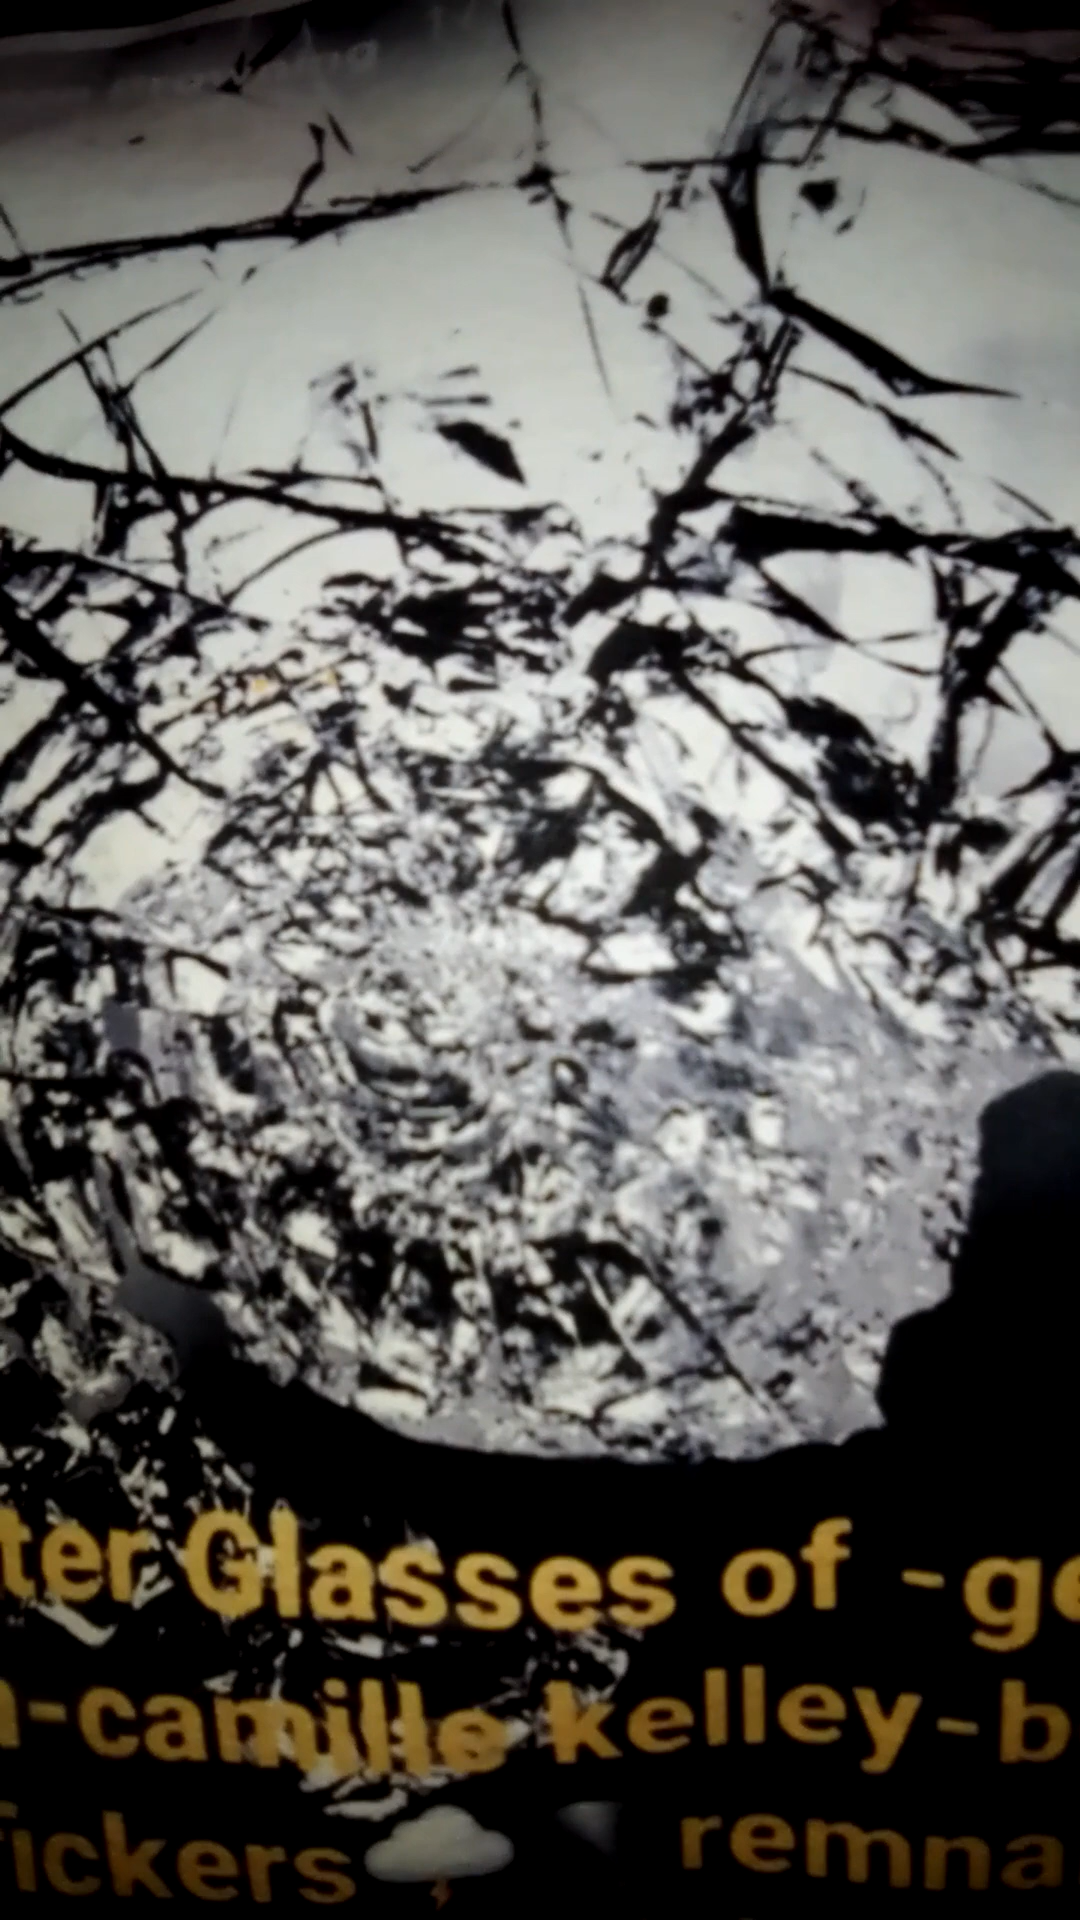 ter Glasses of -ge
-camille kelley-b
fickers🌩 remna